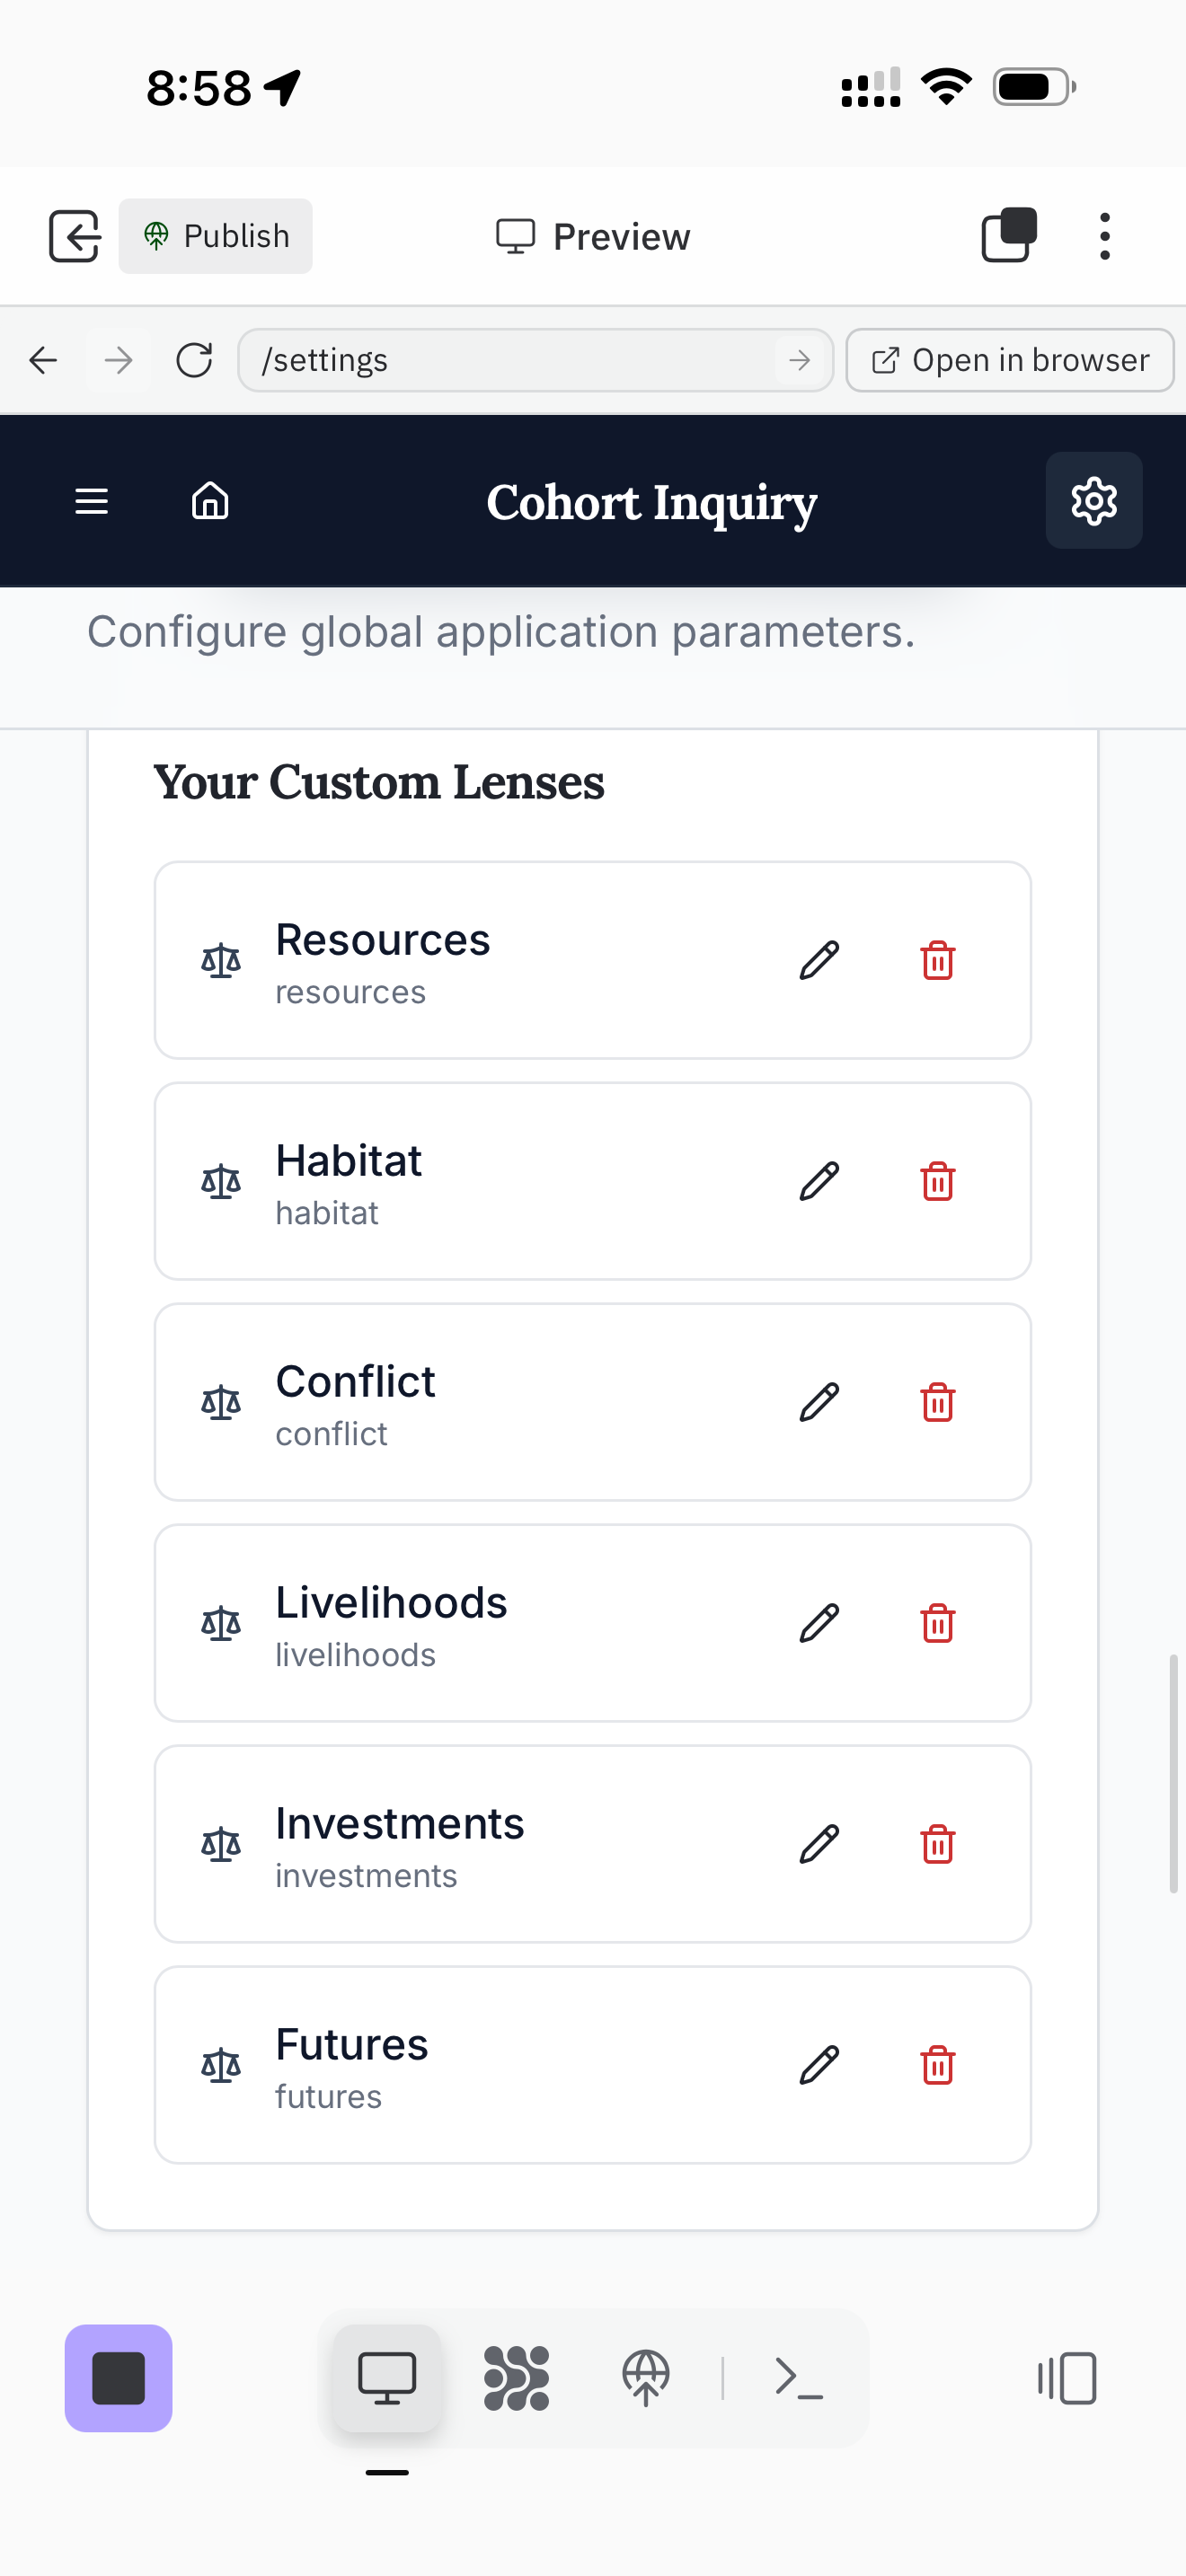 8:58
Publish
Preview
/settings
Open in browser
Cohort Inquiry
Configure global application parameters.
Your Custom Lenses
Resources
resources
Habitat
habitat
Conflict
conflict
Livelihoods
livelihoods
Investments
investments
Futures
futures